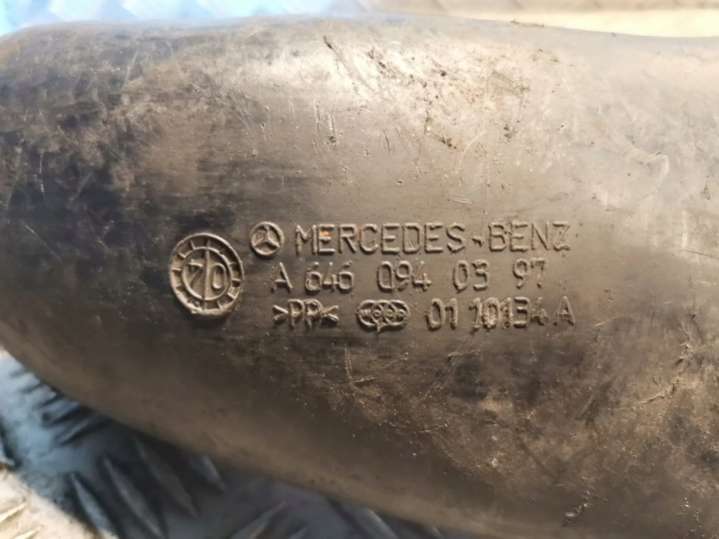 MERCEDES-BENZ
A 646 094 03 97
>PP< 01 10134.A